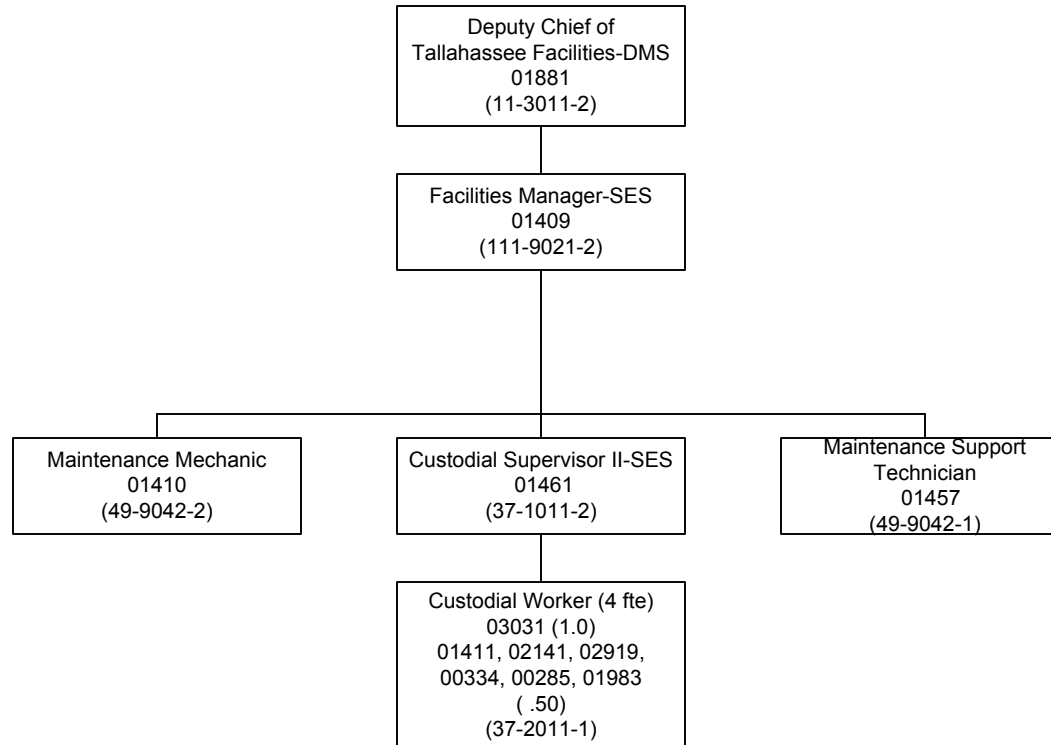 Deputy Chief of
Tallahassee Facilities-DMS
01881
(11-3011-2)
Facilities Manager-SES
01409
(111-9021-2)
Maintenance Mechanic
01410
(49-9042-2)
Custodial Supervisor II-SES
01461
(37-1011-2)
Maintenance Support
Technician
01457
(49-9042-1)
Custodial Worker (4 fte)
03031 (1.0)
01411, 02141, 02919,
00334, 00285, 01983
( .50)
(37-2011-1)